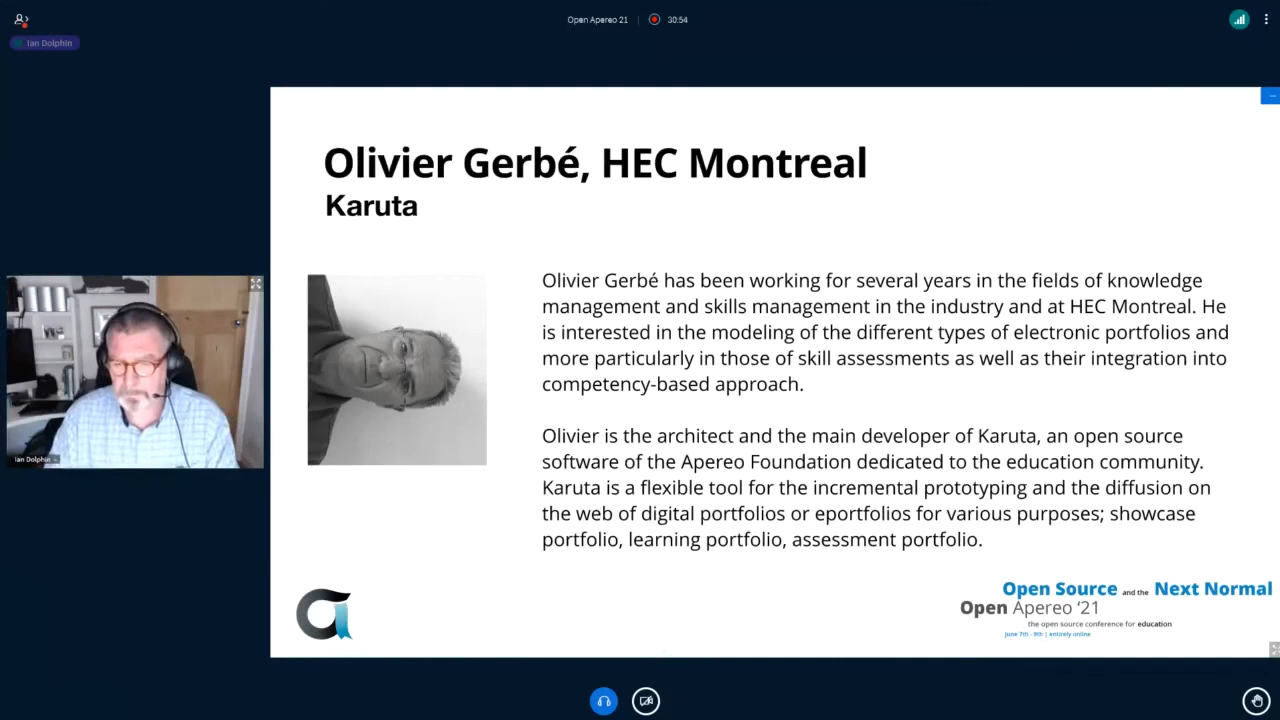 Open Apereo 21
30:54
Ian Dolphin
Olivier Gerbé, HEC Montreal
Karuta
Olivier Gerbé has been working for several years in the fields of knowledge
management and skills management in the industry and at HEC Montreal. He
is interested in the modeling of the different types of electronic portfolios and
more particularly in those of skill assessments as well as their integration into
competency-based approach.
Olivier is the architect and the main developer of Karuta, an open source
software of the Apereo Foundation dedicated to the education community.
Karuta is a flexible tool for the incremental prototyping and the diffusion on
the web of digital portfolios or eportfolios for various purposes; showcase
portfolio, learning portfolio, assessment portfolio.
Ian Dolphin
Open Source and the Next Normal
Open Apereo ‘21
the open source conference for education
June 7th - 9th | entirely online